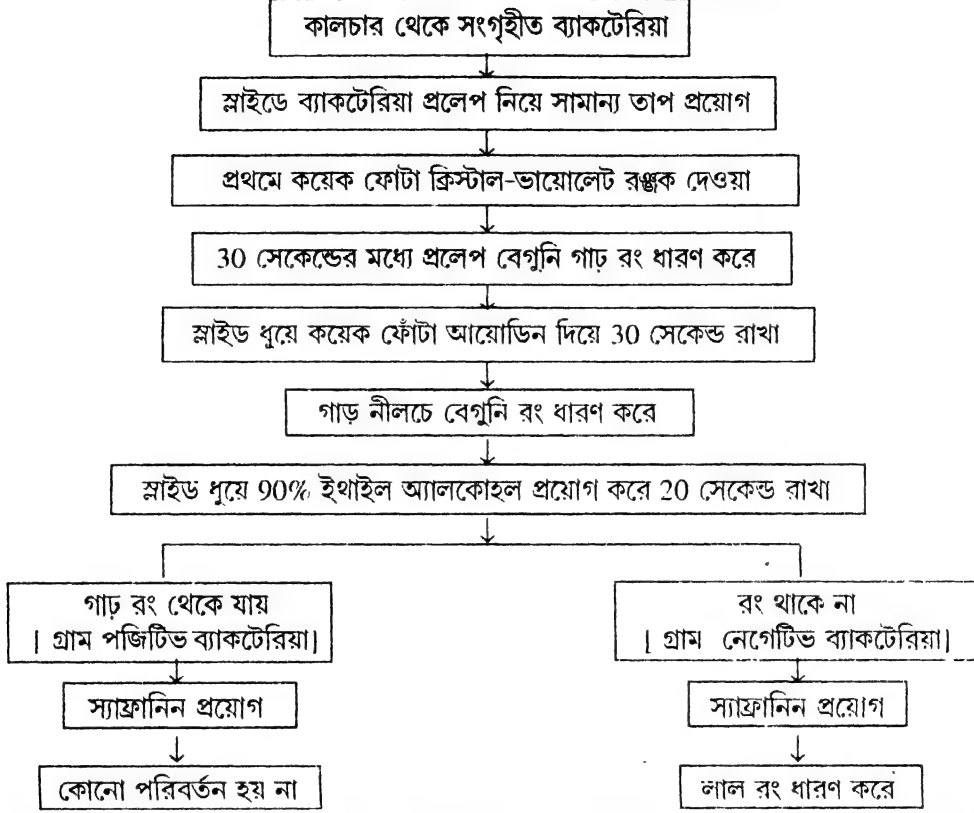 কালচার থেকে সংগৃহীত ব্যাকটেরিয়া
স্লাইডে ব্যাকটেরিয়া প্রলেপ নিয়ে সামান্য তাপ প্রয়োগ
প্রথমে কয়েক ফোটা ক্রিস্টাল-ভায়োলেট রঞ্জক দেওয়া
30 সেকেন্ডের মধ্যে প্রলেপ বেগুনি গাঢ় রং ধারণ করে
স্লাইড ধুয়ে কয়েক ফোঁটা আয়োডিন দিয়ে 30 সেকেন্ড রাখা
গাড় নীলচে বেগুনি রং ধারণ করে
স্লাইড ধুয়ে 90% ইথাইল অ্যালকোহল প্রয়োগ করে 20 সেকেন্ড রাখা
গাঢ় রং থেকে যায়
[ গ্রাম পজিটিভ ব্যাকটেরিয়া]
রং থাকে না
[ গ্রাম নেগেটিভ ব্যাকটেরিয়া]
স্যাফ্রানিন প্রয়োগ
স্যাফ্রানিন প্রয়োগ
কোনো পরিবর্তন হয় না
লাল রং ধারণ করে